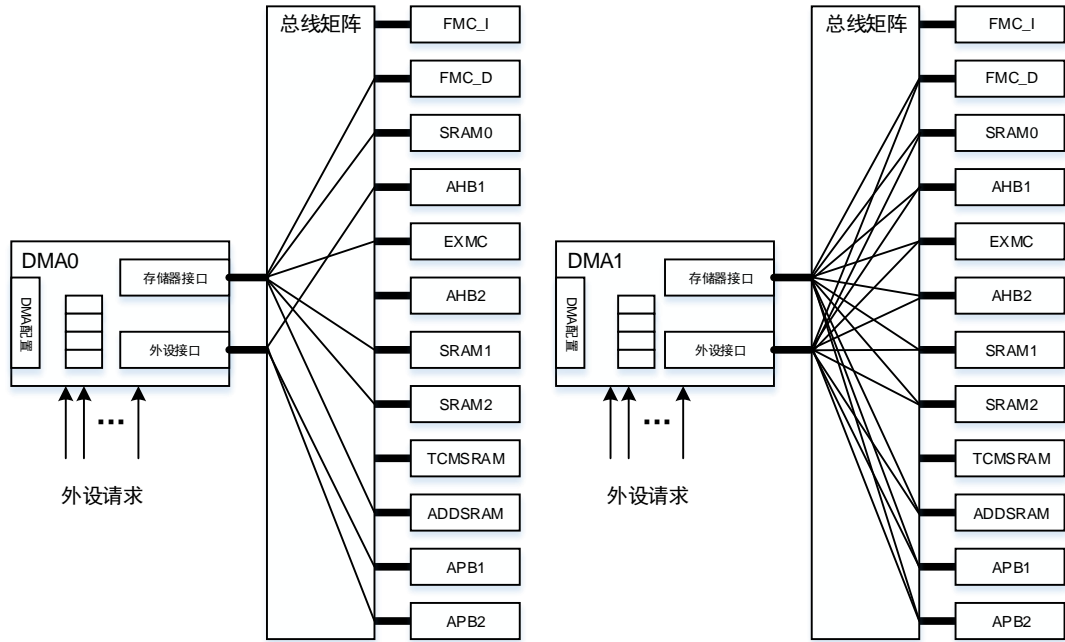 总线矩阵
FMC_I
FMC_D
SRAM0
AHB1
EXMC
AHB2
SRAM1
SRAM2
TCMSRAM
ADDSRAM
APB1
APB2
DMA0
DMA配置
存储器接口
外设接口
...
外设请求
总线矩阵
FMC_I
FMC_D
SRAM0
AHB1
EXMC
AHB2
SRAM1
SRAM2
TCMSRAM
ADDSRAM
APB1
APB2
DMA1
DMA配置
存储器接口
外设接口
...
外设请求